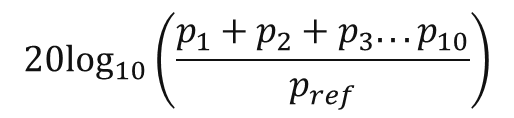 20log₁₀ ((p₁ + p₂ + p₃…p₁₀) / p_ref)